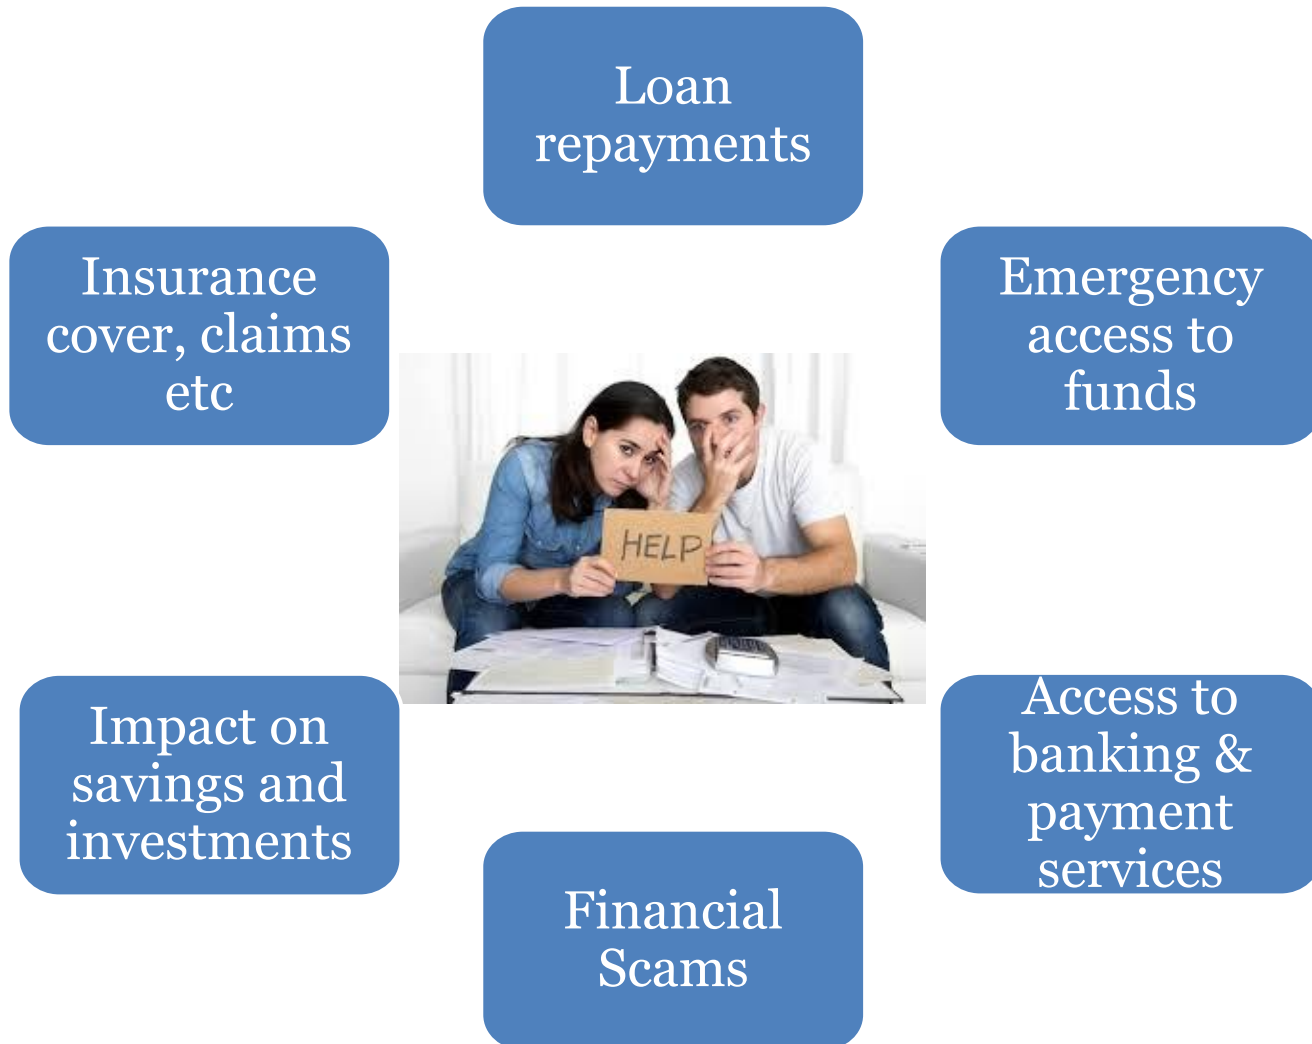 Loan
repayments
Insurance
cover, claims
etc
Emergency
access to
funds
HELP
Impact on
savings and
investments
Access to
banking &
payment
services
Financial
Scams